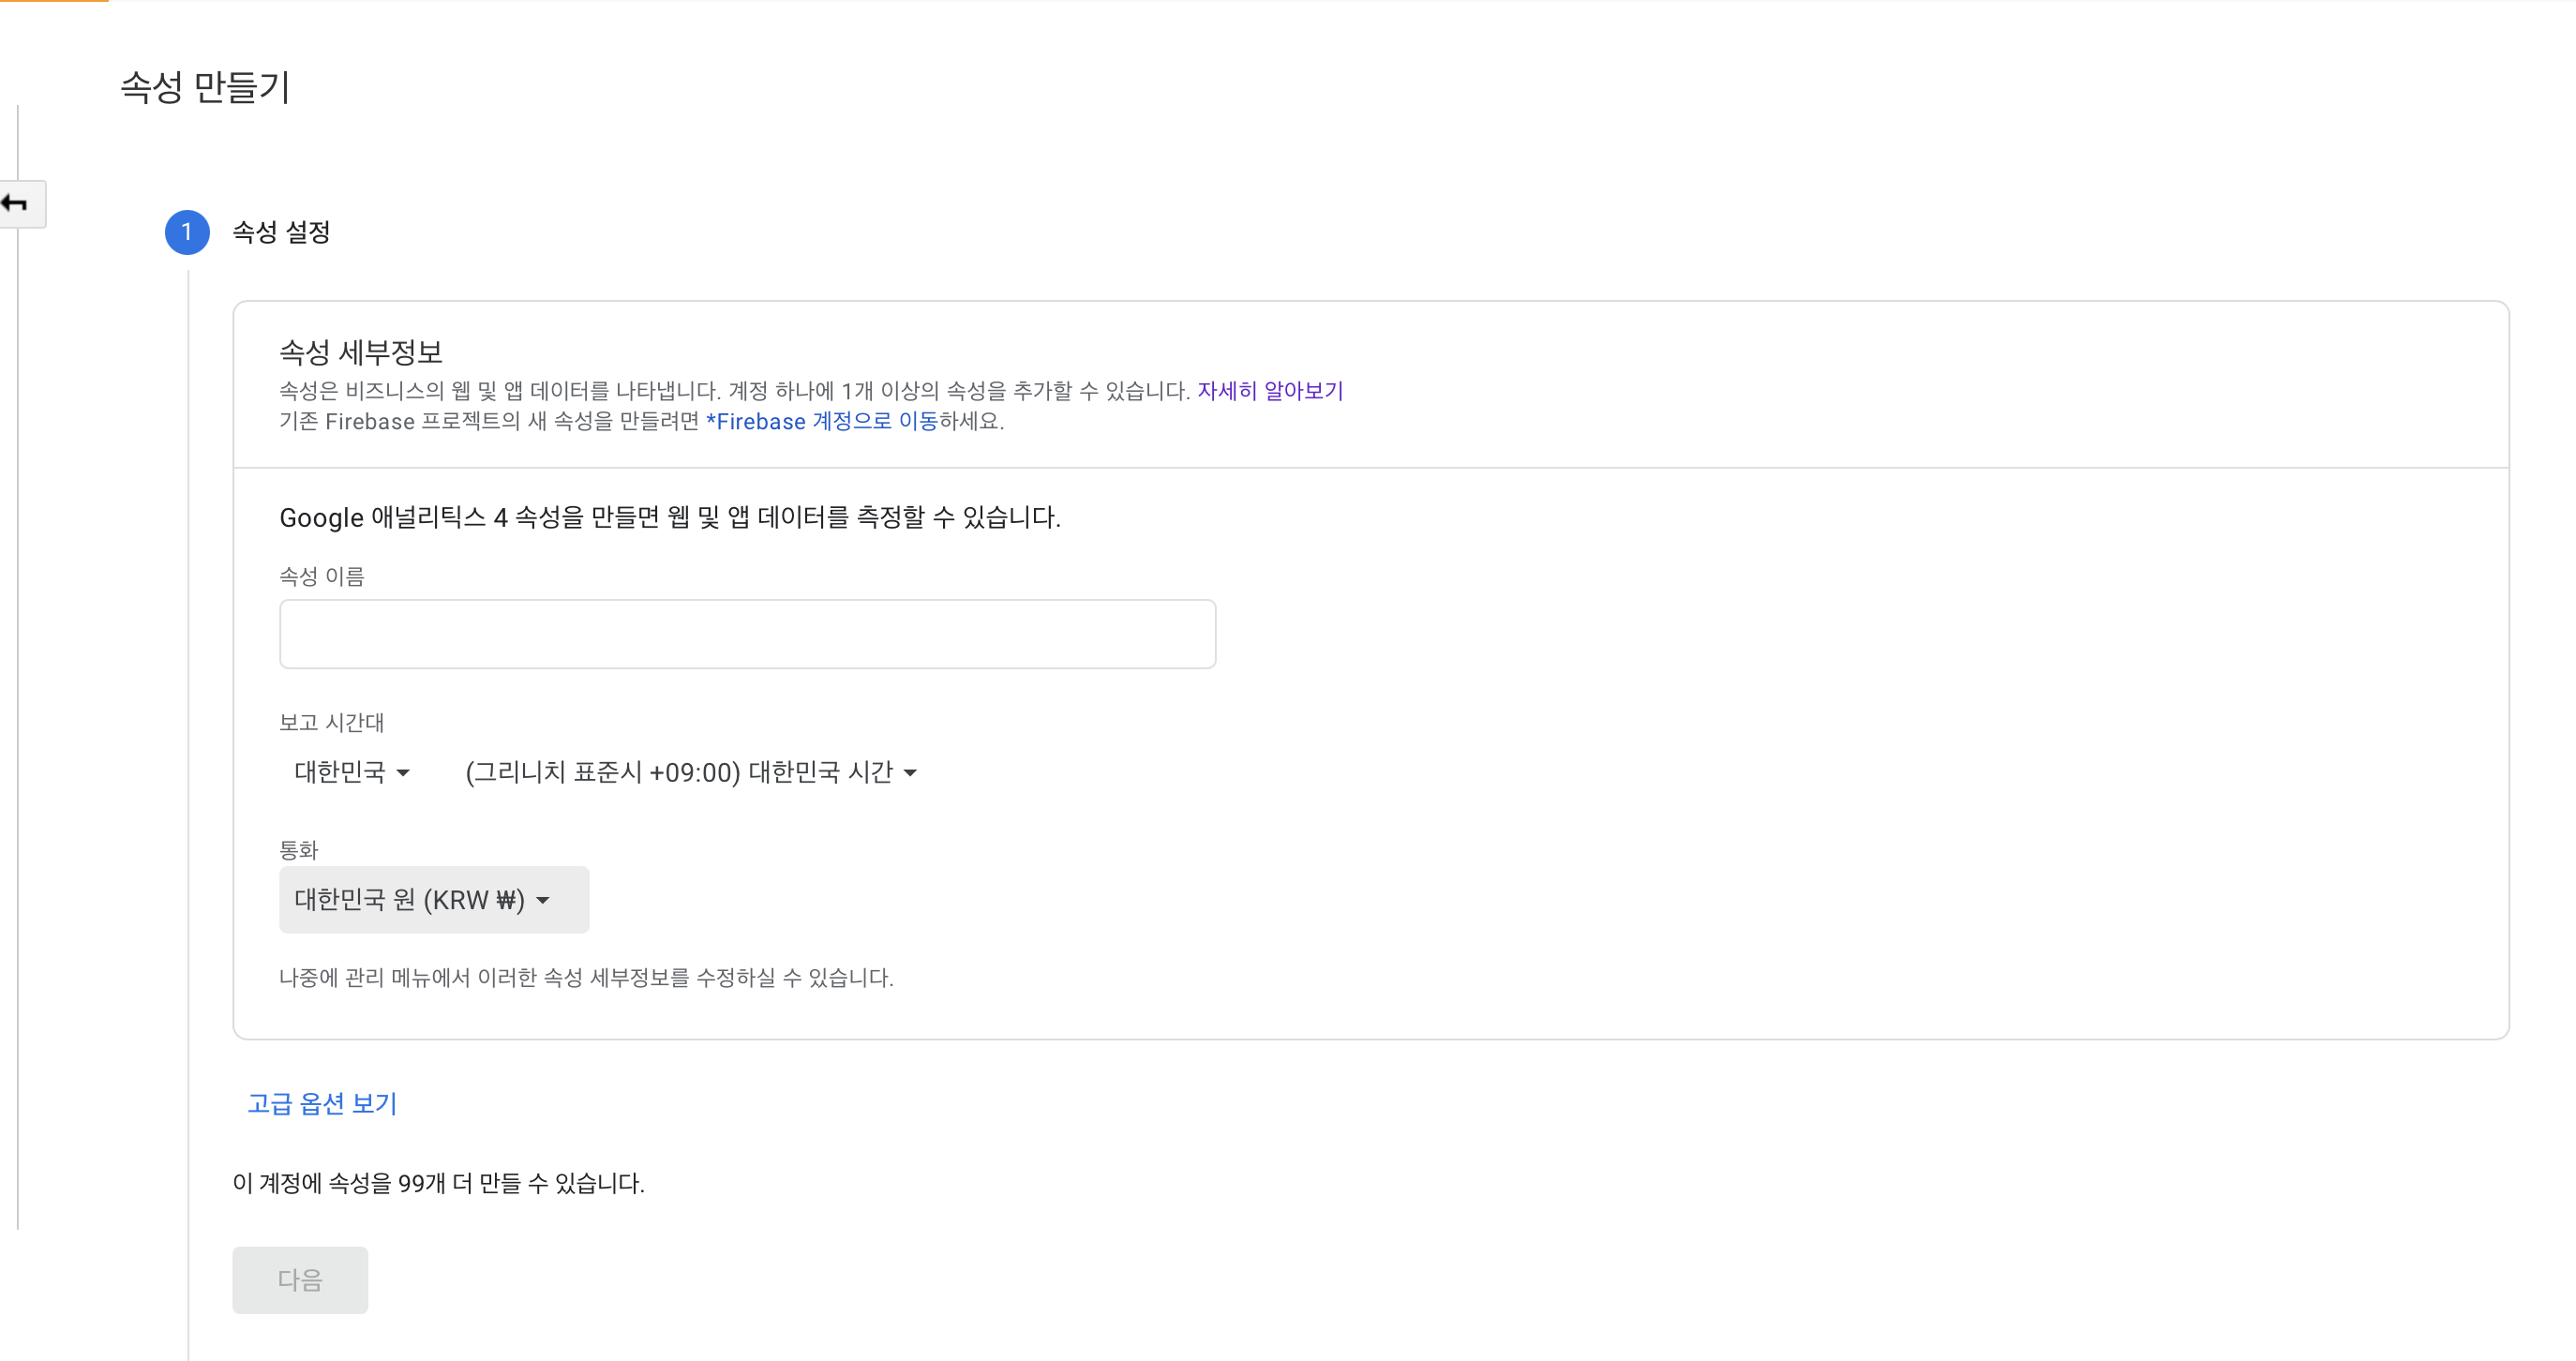 속성 만들기
1 속성 설정
속성 세부정보
속성은 비즈니스의 웹 및 앱 데이터를 나타냅니다. 계정 하나에 1개 이상의 속성을 추가할 수 있습니다. 자세히 알아보기
기존 Firebase 프로젝트의 새 속성을 만들려면 *Firebase 계정으로 이동하세요.
Google 애널리틱스 4 속성을 만들면 웹 및 앱 데이터를 측정할 수 있습니다.
속성 이름
보고 시간대
대한민국 (그리니치 표준시 +09:00) 대한민국 시간
통화
대한민국 원 (KRW ₩)
나중에 관리 메뉴에서 이러한 속성 세부정보를 수정하실 수 있습니다.
고급 옵션 보기
이 계정에 속성을 99개 더 만들 수 있습니다.
다음